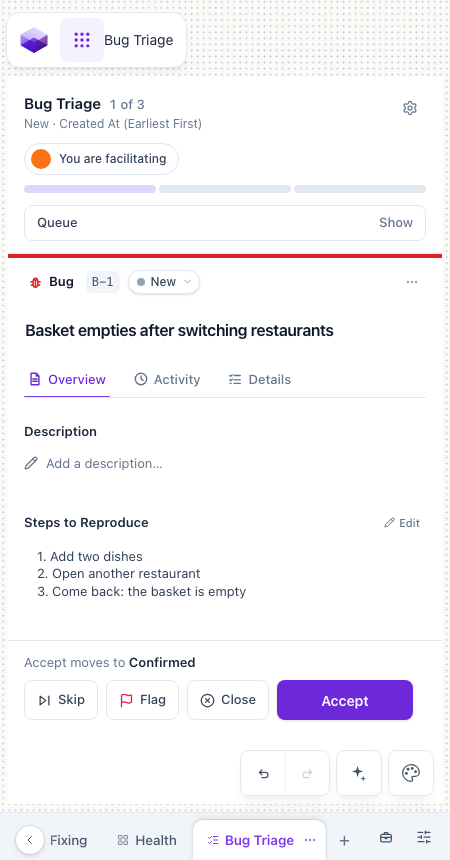 Bug Triage
Bug Triage 1 of 3
New · Created At (Earliest First)
You are facilitating
Queue Show
Bug B-1 New
Basket empties after switching restaurants
Overview Activity Details
Description
Add a description...
Steps to Reproduce Edit
1. Add two dishes
2. Open another restaurant
3. Come back: the basket is empty
Accept moves to Confirmed
Skip Flag Close Accept
Fixing Health Bug Triage